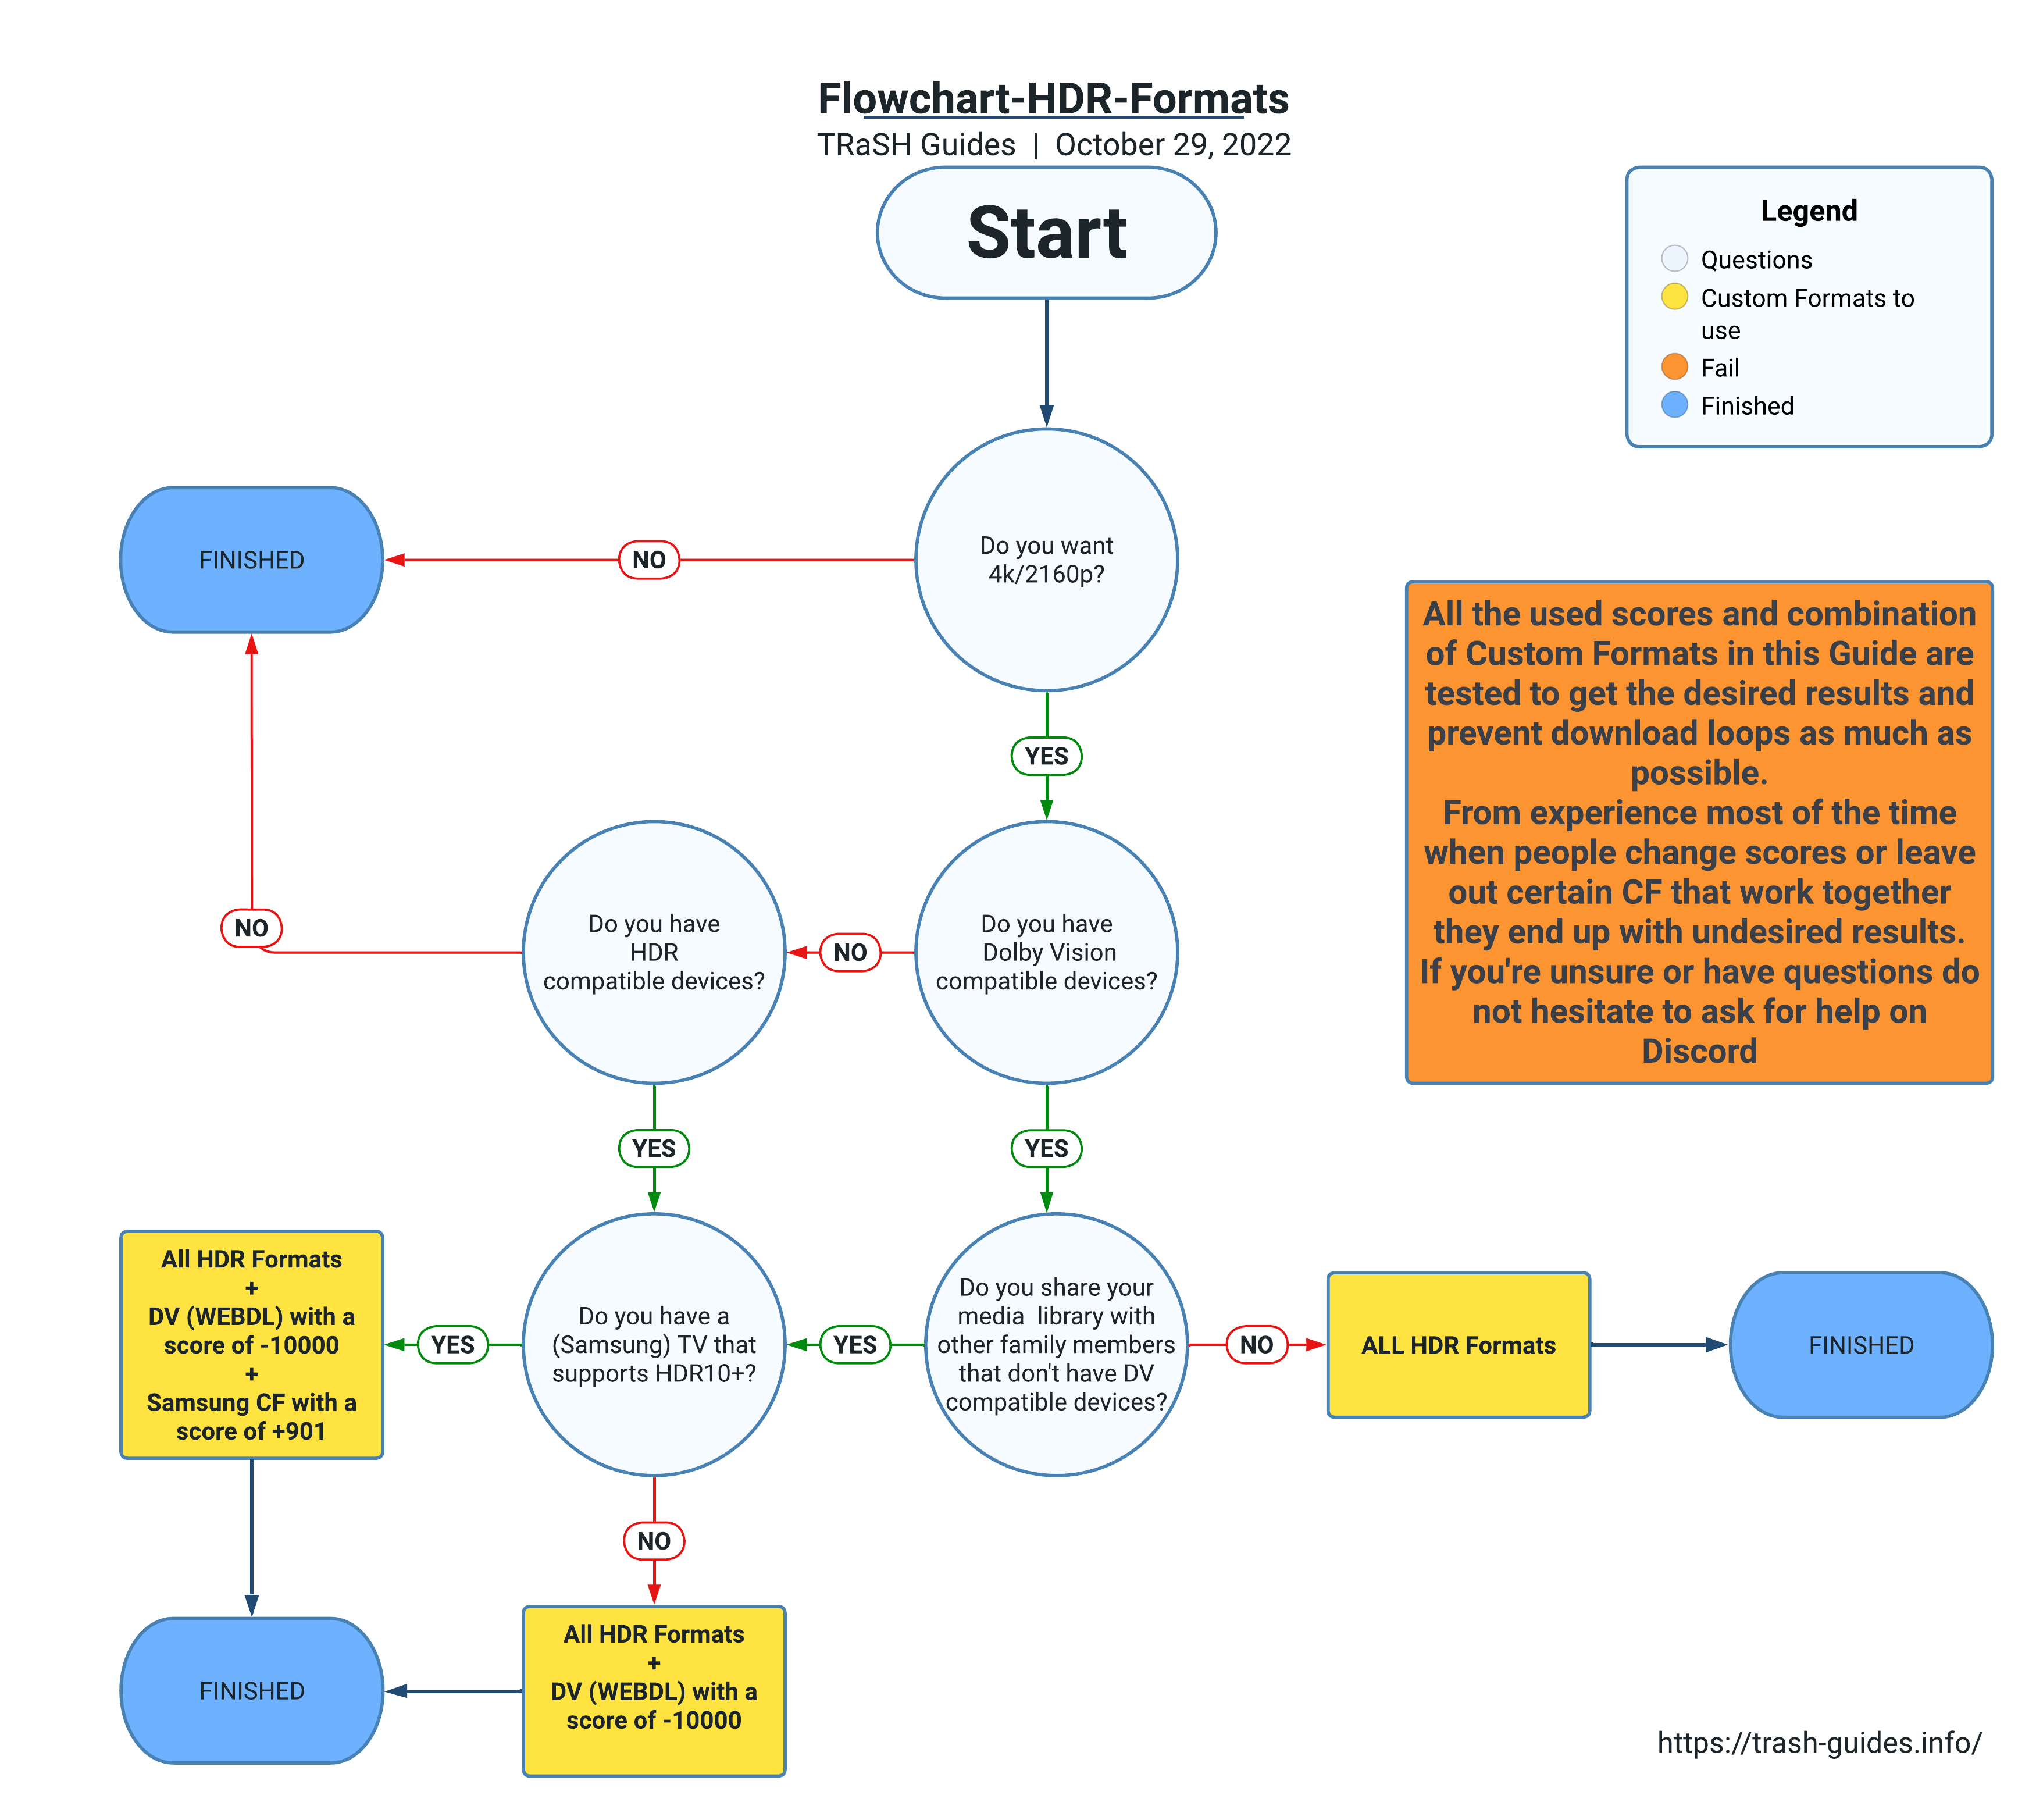 Flowchart-HDR-Formats
TRaSH Guides | October 29, 2022
Start
Legend
Questions
Custom Formats to
use
Fail
Finished
Do you want
4k/2160p?
NO
FINISHED
YES
All the used scores and combination
of Custom Formats in this Guide are
tested to get the desired results and
prevent download loops as much as
possible.
From experience most of the time
when people change scores or leave
out certain CF that work together
they end up with undesired results.
If you're unsure or have questions do
not hesitate to ask for help on
Discord
Do you have
Dolby Vision
compatible devices?
NO
Do you have
HDR
compatible devices?
NO
YES
YES
Do you share your
media library with
other family members
that don't have DV
compatible devices?
NO
ALL HDR Formats
FINISHED
YES
Do you have a
(Samsung) TV that
supports HDR10+?
YES
All HDR Formats
+
DV (WEBDL) with a
score of -10000
+
Samsung CF with a
score of +901
NO
All HDR Formats
+
DV (WEBDL) with a
score of -10000
FINISHED
https://trash-guides.info/